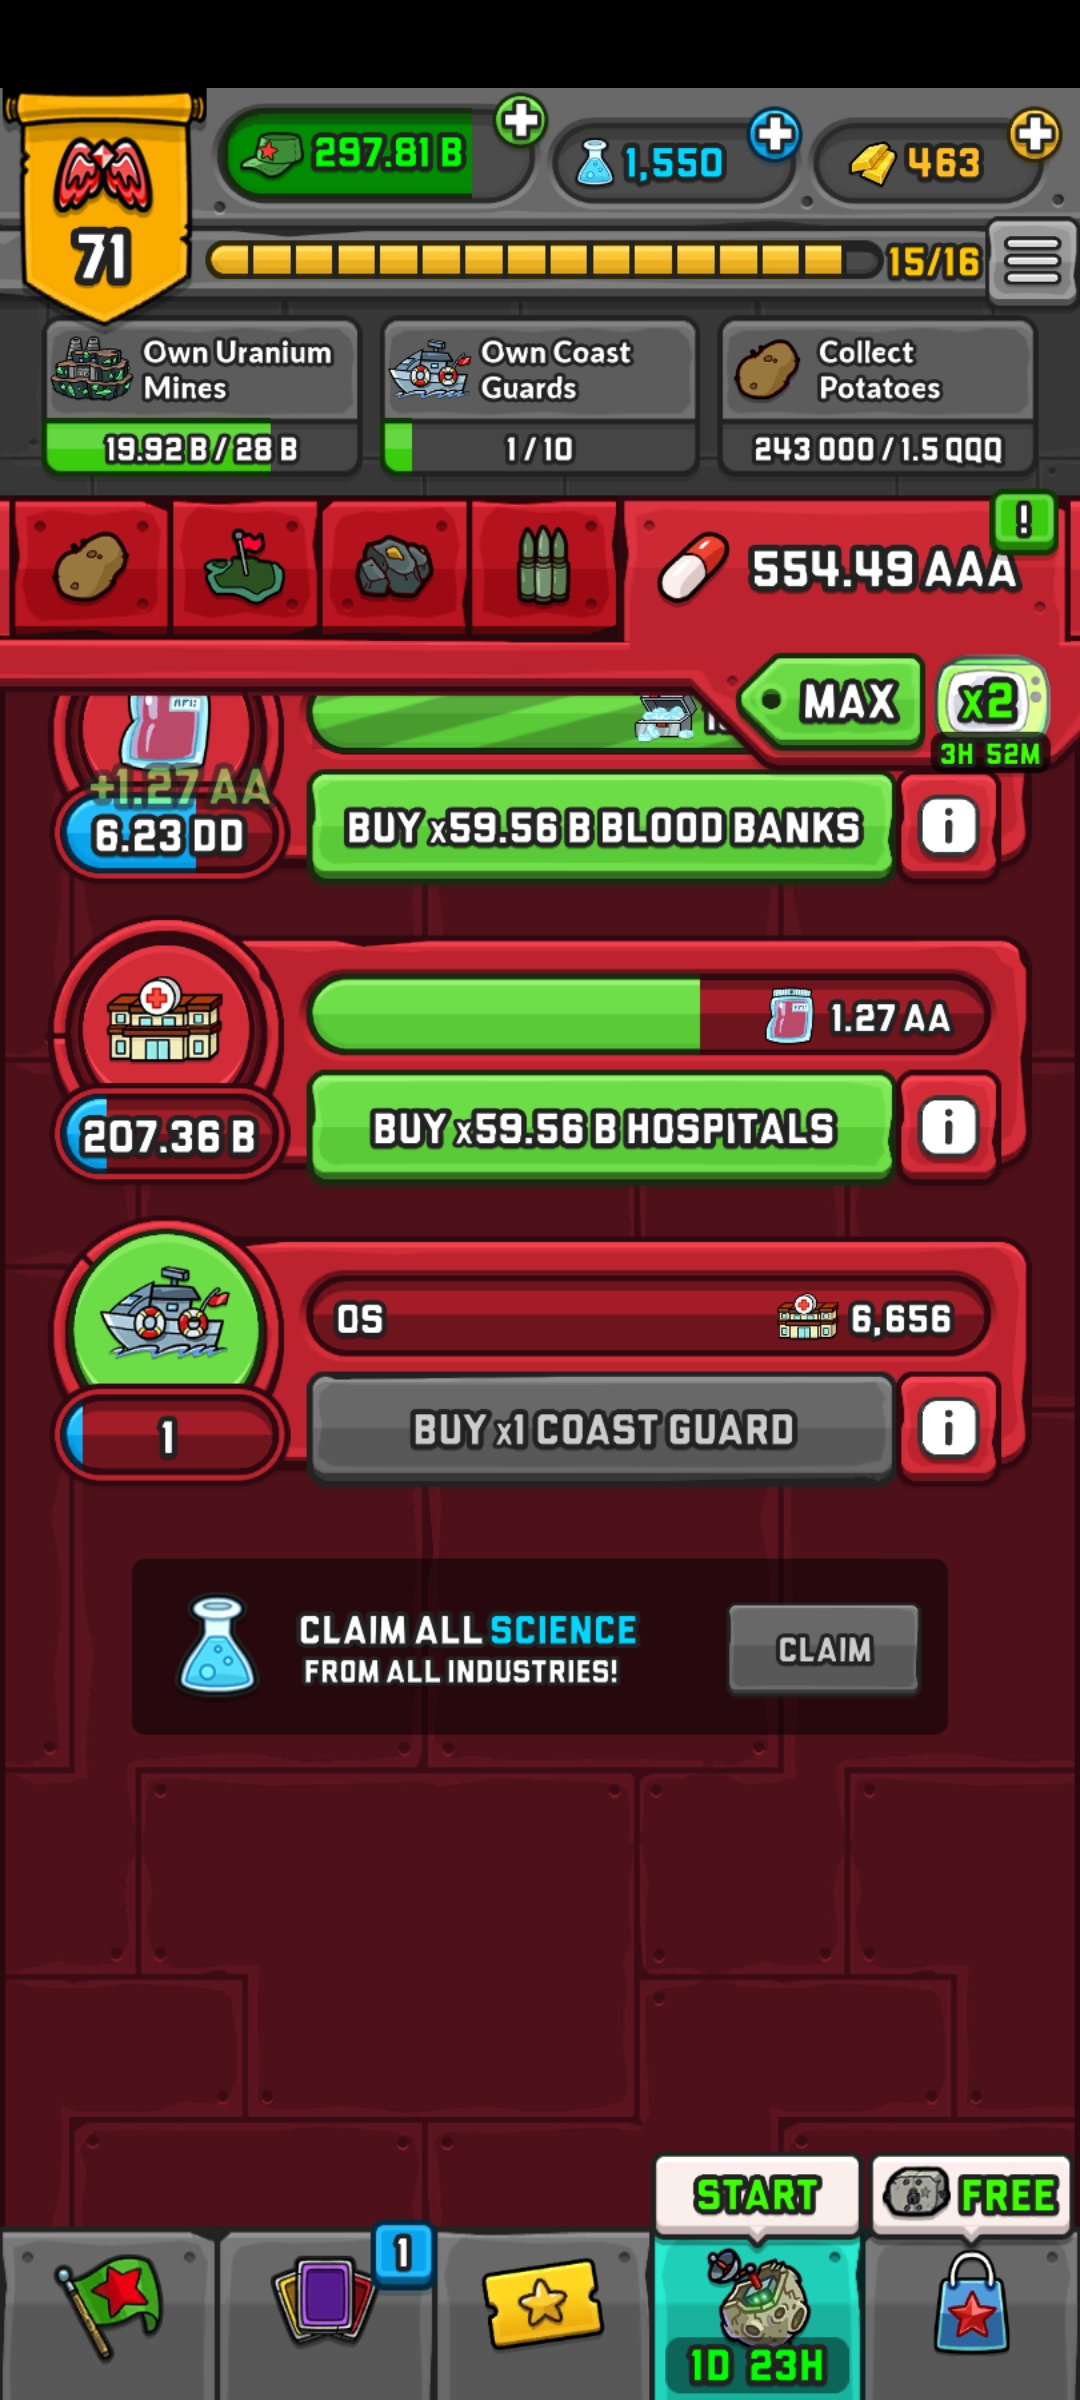 297.81 B
1,550
463
71
15/16
Own Uranium
Mines
19.92 B / 28 B
Own Coast
Guards
1 / 10
Collect
Potatoes
243 000 / 1.5 QQQ
!
554.49 AAA
MAX
x2
3H 52M
+1.27 AA
6.23 DD
BUY x59.56 B BLOOD BANKS
i
1.27 AA
207.36 B
BUY x59.56 B HOSPITALS
i
0S
6,656
1
BUY x1 COAST GUARD
i
CLAIM ALL SCIENCE
FROM ALL INDUSTRIES!
CLAIM
START
FREE
1
1D 23H